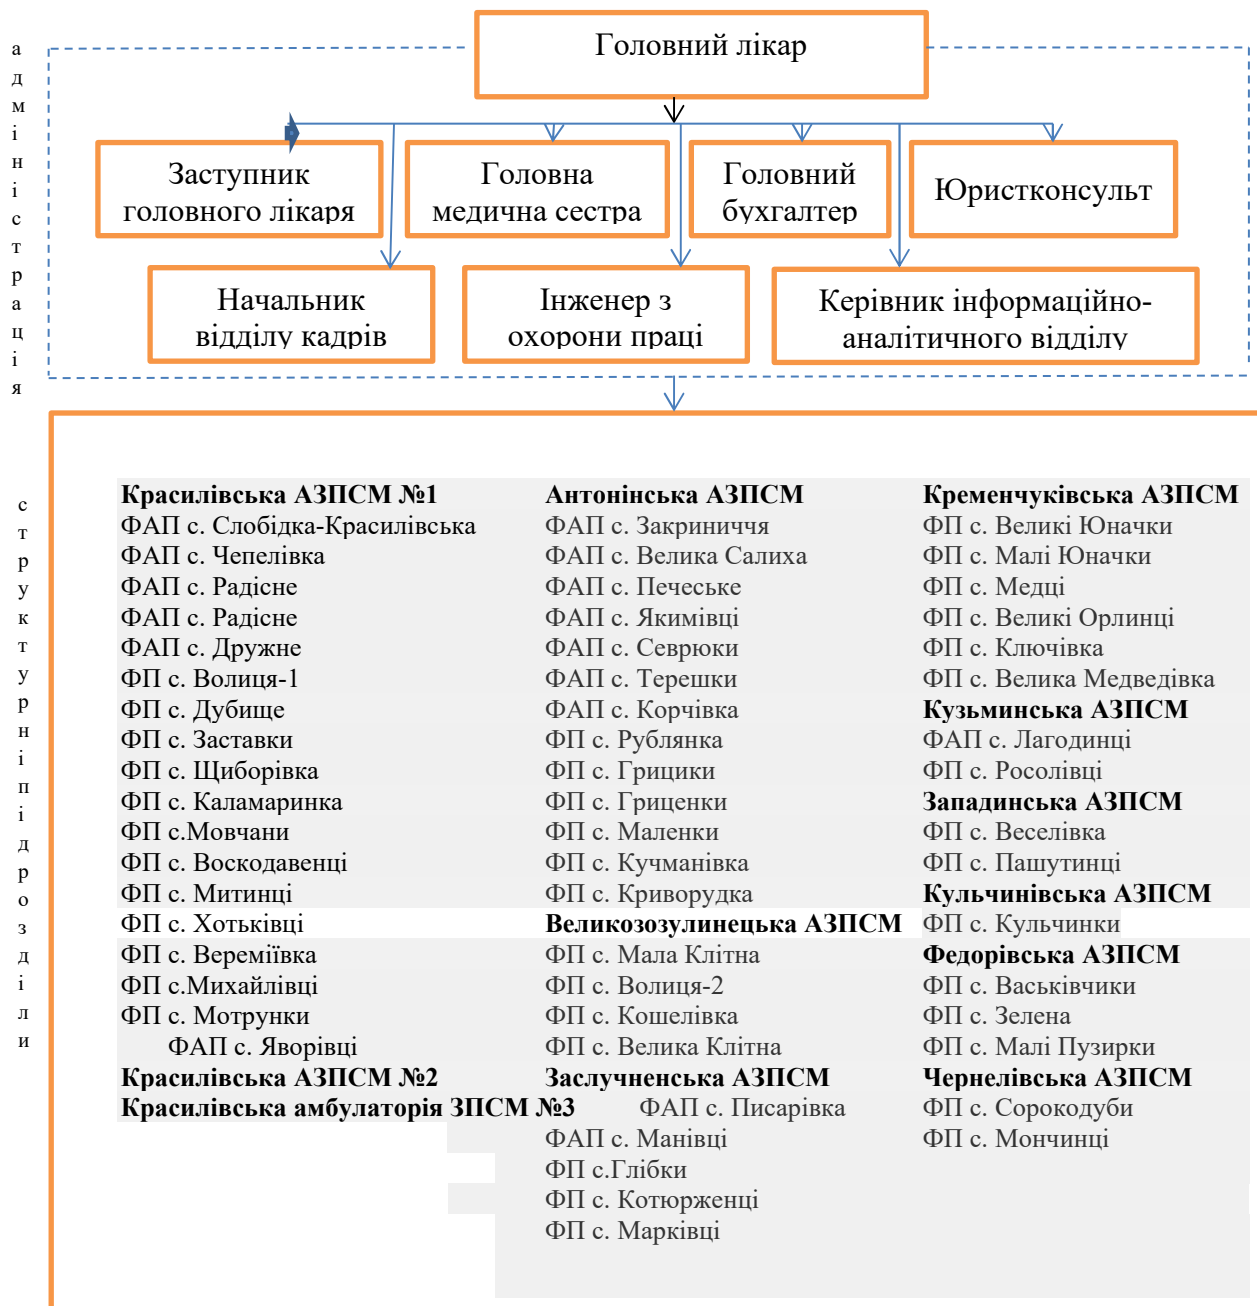 адміністрація
Головний лікар
Заступник
головного лікаря
Головна
медична сестра
Головний
бухгалтер
Юристконсульт
Начальник
відділу кадрів
Інженер з
охорони праці
Керівник інформаційно-
аналітичного відділу
структурні підрозділи
Красилівська АЗПСМ №1
ФАП с. Слобідка-Красилівська
ФАП с. Чепелівка
ФАП с. Радісне
ФАП с. Радісне
ФАП с. Дружне
ФП с. Волиця-1
ФП с. Дубище
ФП с. Заставки
ФП с. Щиборівка
ФП с. Каламаринка
ФП с.Мовчани
ФП с. Воскодавенці
ФП с. Митинці
ФП с. Хотьківці
ФП с. Вереміївка
ФП с.Михайлівці
ФП с. Мотрунки
ФАП с. Яворівці
Красилівська АЗПСМ №2
Красилівська амбулаторія ЗПСМ №3
Антонінська АЗПСМ
ФАП с. Закриниччя
ФАП с. Велика Салиха
ФАП с. Печеське
ФАП с. Якимівці
ФАП с. Севрюки
ФАП с. Терешки
ФАП с. Корчівка
ФП с. Рублянка
ФП с. Грицики
ФП с. Гриценки
ФП с. Маленки
ФП с. Кучманівка
ФП с. Криворудка
Великозозулинецька АЗПСМ
ФП с. Мала Клітна
ФП с. Волиця-2
ФП с. Кошелівка
ФП с. Велика Клітна
Заслучненська АЗПСМ
ФАП с. Писарівка
ФАП с. Манівці
ФП с.Глібки
ФП с. Котюрженці
ФП с. Марківці
Кременчуківська АЗПСМ
ФП с. Великі Юначки
ФП с. Малі Юначки
ФП с. Медці
ФП с. Великі Орлинці
ФП с. Ключівка
ФП с. Велика Медведівка
Кузьминська АЗПСМ
ФАП с. Лагодинці
ФП с. Росолівці
Западинська АЗПСМ
ФП с. Веселівка
ФП с. Пашутинці
Кульчинівська АЗПСМ
ФП с. Кульчинки
Федорівська АЗПСМ
ФП с. Васьківчики
ФП с. Зелена
ФП с. Малі Пузирки
Чернелівська АЗПСМ
ФП с. Сорокодуби
ФП с. Мончинці